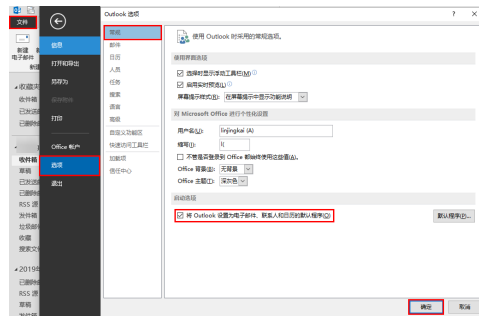 文件
新建
电子邮件
新
收藏夹
收件箱
已发送
已删除
收件箱
草稿
已发送
已删除
RSS 源
发件箱
垃圾邮件
收藏
搜索文
2019年
已删除
RSS 源
草稿
信息
打开和导出
另存为
打印
Office 帐户
选项
退出
Outlook 选项
? ×
常规
邮件
日历
人员
任务
搜索
语言
高级
自定义功能区
快速访问工具栏
加载项
信任中心
使用 Outlook 时采用的常规选项。
使用界面选项
选择时显示浮动工具栏(M)
启用实时预览(L)
屏幕提示样式(R): 在屏幕提示中显示功能说明
对 Microsoft Office 进行个性化设置
用户名(U): linjingkai (A)
缩写(I): l(
不管是否登录到 Office 都始终使用这些值(A)。
Office 背景(B): 无背景
Office 主题(T): 深灰色
启动选项
将 Outlook 设置为电子邮件、联系人和日历的默认程序(O)
默认程序(P)...
确定
取消